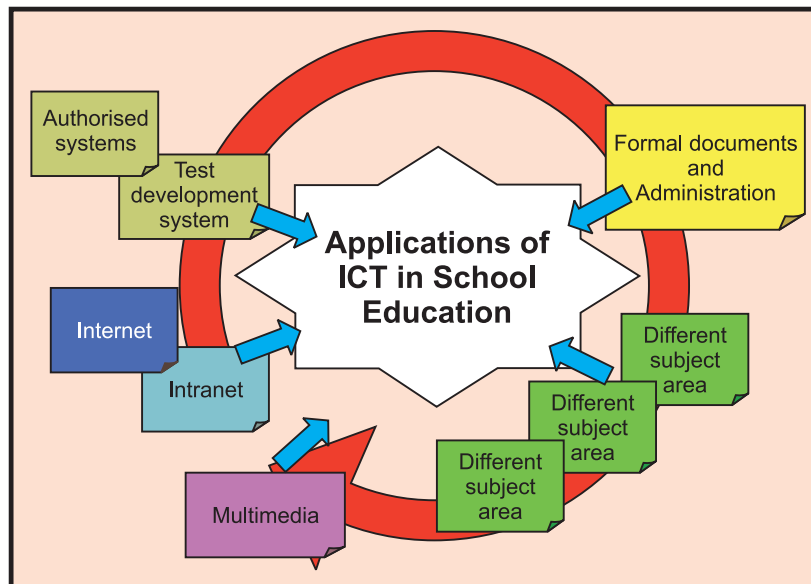 Authorised
systems
Test
development
system
Formal documents
and
Administration
Applications of
ICT in School
Education
Internet
Intranet
Multimedia
Different
subject
area
Different
subject
area
Different
subject
area